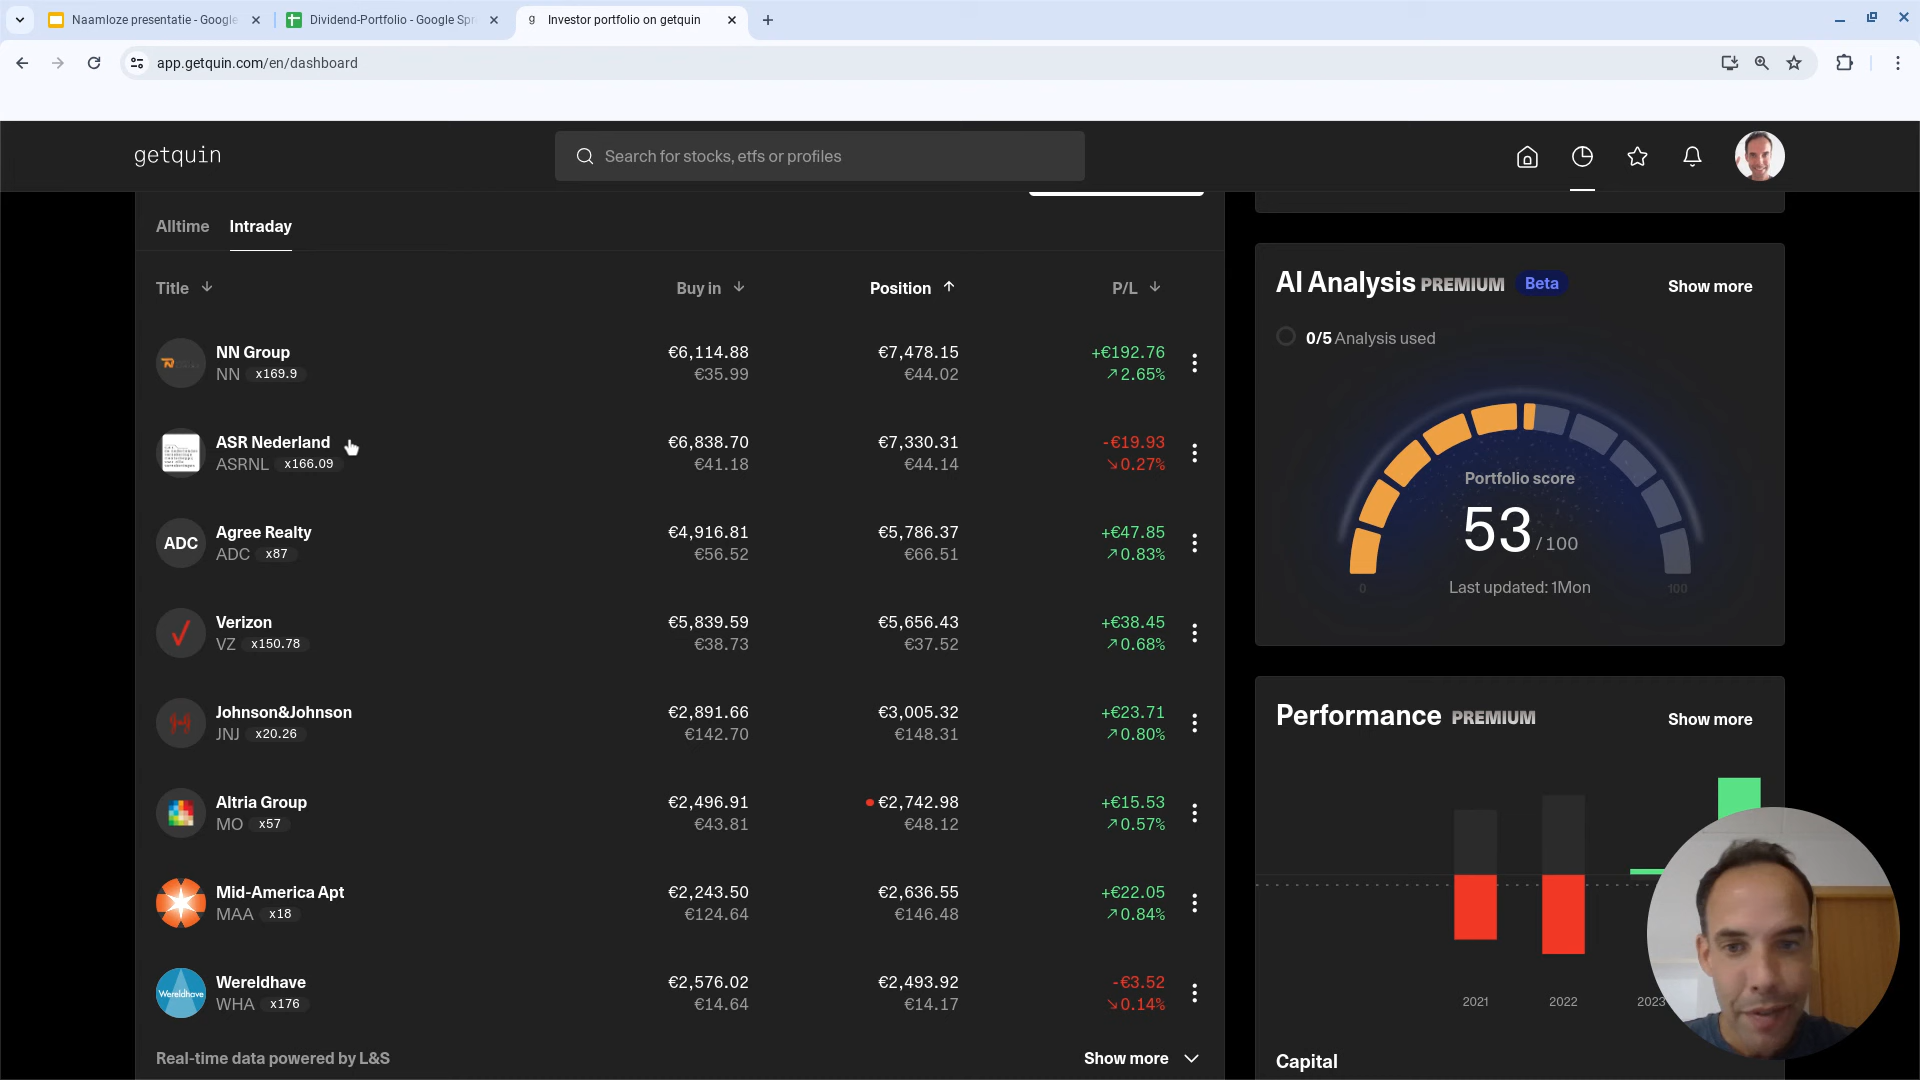 Naamloze presentatie - Google
Dividend-Portfolio - Google Spr
Investor portfolio on getquin
app.getquin.com/en/dashboard
getquin
Search for stocks, etfs or profiles
Alltime Intraday
Title Buy in Position P/L
NN Group €6,114.88 €7,478.15 +€192.76
NN x169.9 €35.99 €44.02 2.65%
ASR Nederland €6,838.70 €7,330.31 -€19.93
ASRNL x166.09 €41.18 €44.14 0.27%
ADC
Agree Realty €4,916.81 €5,786.37 +€47.85
ADC x87 €56.52 €66.51 0.83%
Verizon €5,839.59 €5,656.43 +€38.45
VZ x150.78 €38.73 €37.52 0.68%
Johnson&Johnson €2,891.66 €3,005.32 +€23.71
JNJ x20.26 €142.70 €148.31 0.80%
Altria Group €2,496.91 €2,742.98 +€15.53
MO x57 €43.81 €48.12 0.57%
Mid-America Apt €2,243.50 €2,636.55 +€22.05
MAA x18 €124.64 €146.48 0.84%
Wereldhave
Wereldhave €2,576.02 €2,493.92 -€3.52
WHA x176 €14.64 €14.17 0.14%
Real-time data powered by L&S Show more
AI Analysis PREMIUM Beta Show more
0/5 Analysis used
Portfolio score
53 / 100
Last updated: 1Mon
0 100
Performance PREMIUM Show more
2021 2022 2023
Capital